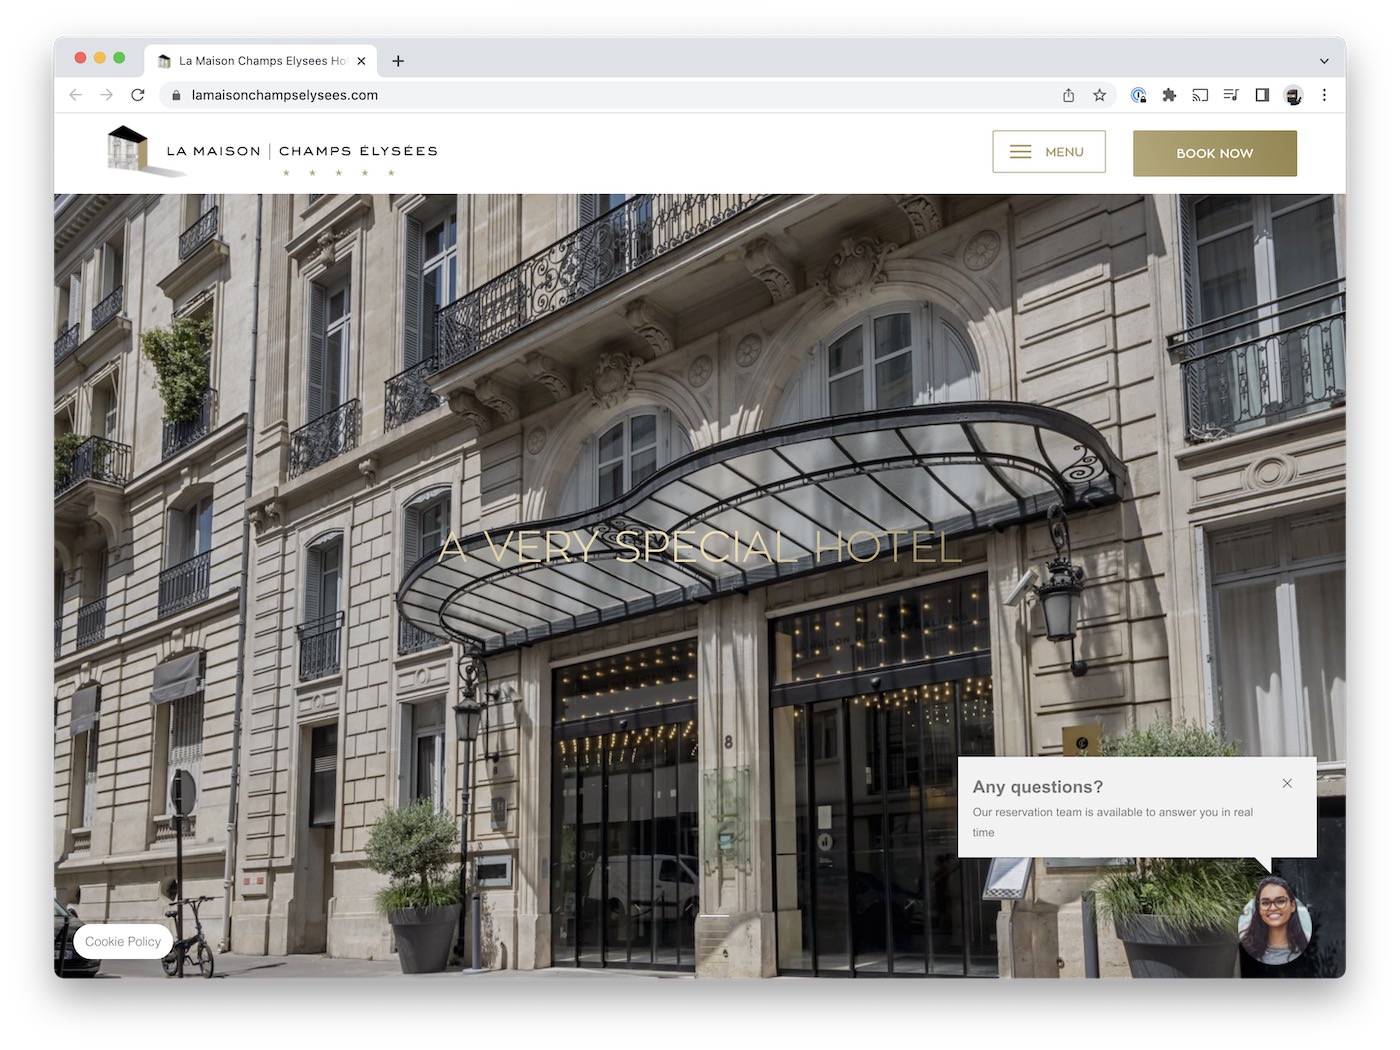 La Maison Champs Elysees Ho
lamaisonchampselysees.com
LA MAISON | CHAMPS ÉLYSÉES
MENU
BOOK NOW
A VERY SPECIAL HOTEL
8
Any questions?
Our reservation team is available to answer you in real
time
Cookie Policy